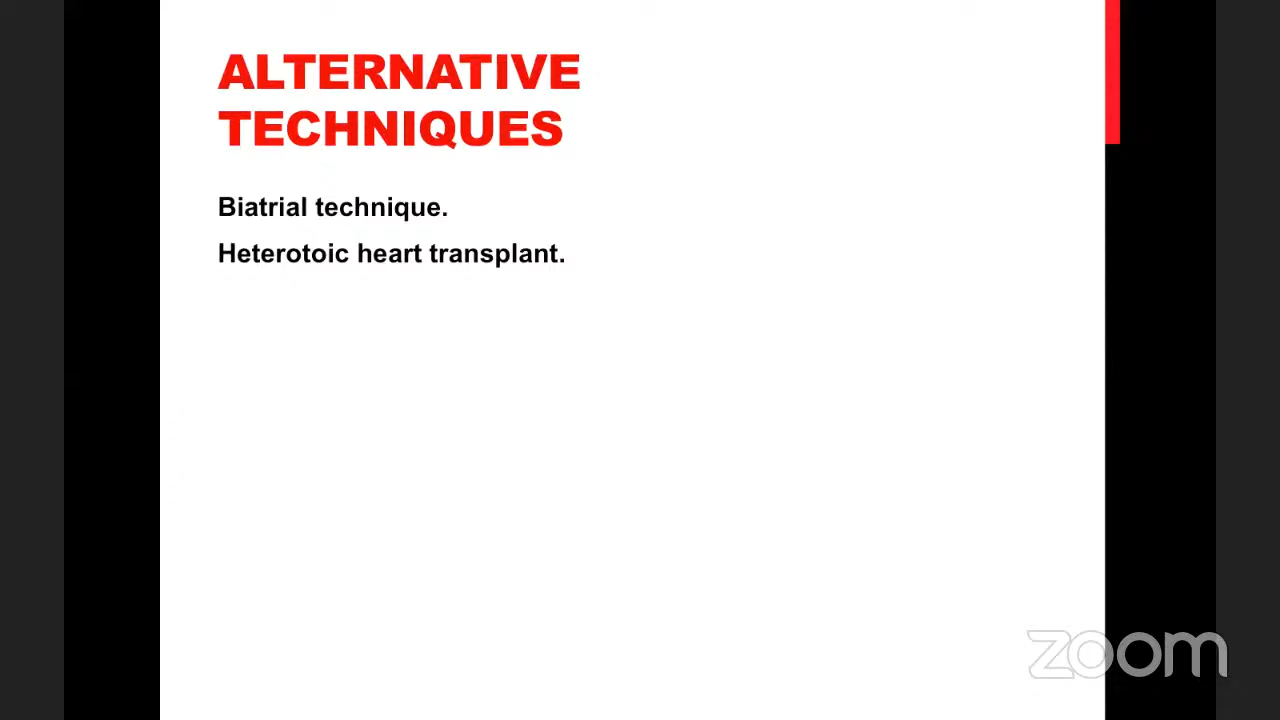 ALTERNATIVE
TECHNIQUES
Biatrial technique.
Heterotoic heart transplant.
zoom